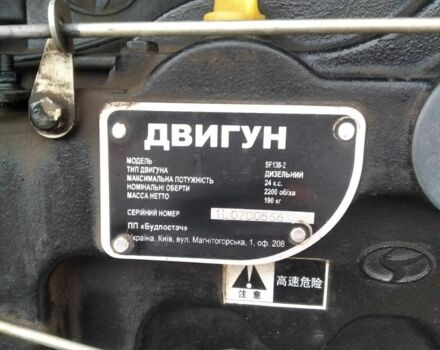 ДВИГУН
МОДЕЛЬ SF138-2
ТИП ДВИГУНА ДИЗЕЛЬНИЙ
МАКСИМАЛЬНА ПОТУЖНІСТЬ 24 к.с.
НОМІНАЛЬНІ ОБЕРТИ 2200 об/хв
МАССА НЕТТО 190 кг
СЕРІЙНИЙ НОМЕР
ПП «Будпостач»
Україна, Київ, вул. Магнітогорська, 1, оф. 208
注意 高速危险